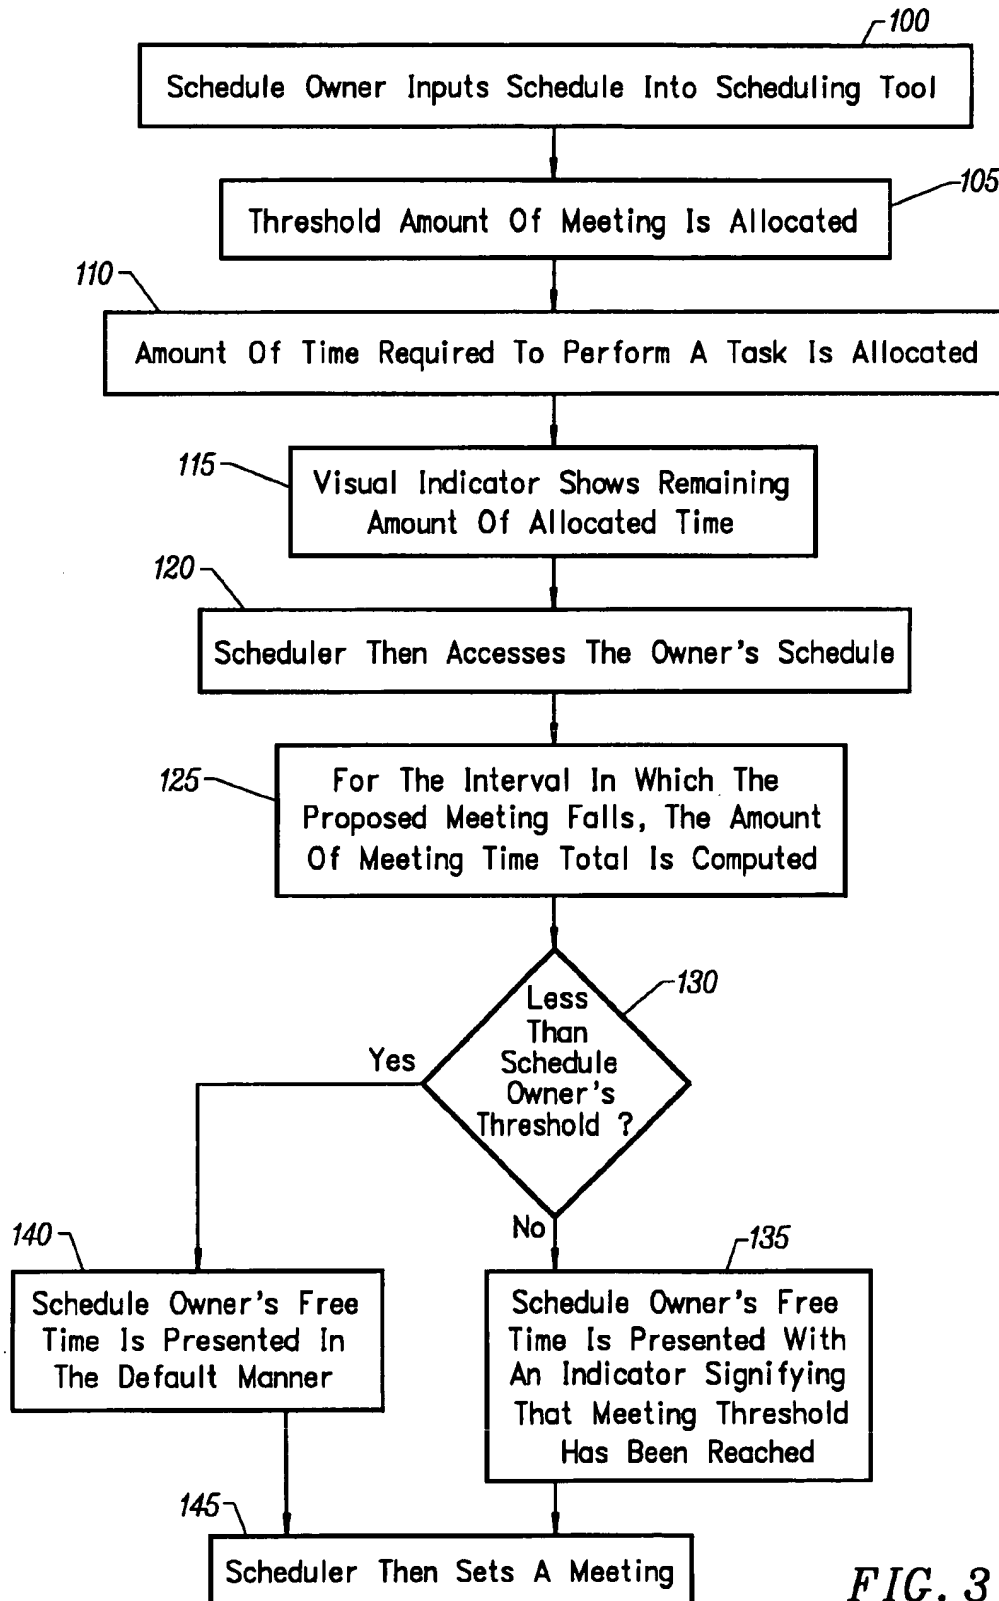 100
Schedule Owner Inputs Schedule Into Scheduling Tool
105
Threshold Amount Of Meeting Is Allocated
110
Amount Of Time Required To Perform A Task Is Allocated
115
Visual Indicator Shows Remaining
Amount Of Allocated Time
120
Scheduler Then Accesses The Owner's Schedule
125
For The Interval In Which The
Proposed Meeting Falls, The Amount
Of Meeting Time Total Is Computed
130
Less
Than
Schedule
Owner's
Threshold ?
Yes
No
140
Schedule Owner's Free
Time Is Presented In
The Default Manner
135
Schedule Owner's Free
Time Is Presented With
An Indicator Signifying
That Meeting Threshold
Has Been Reached
145
Scheduler Then Sets A Meeting
FIG. 3